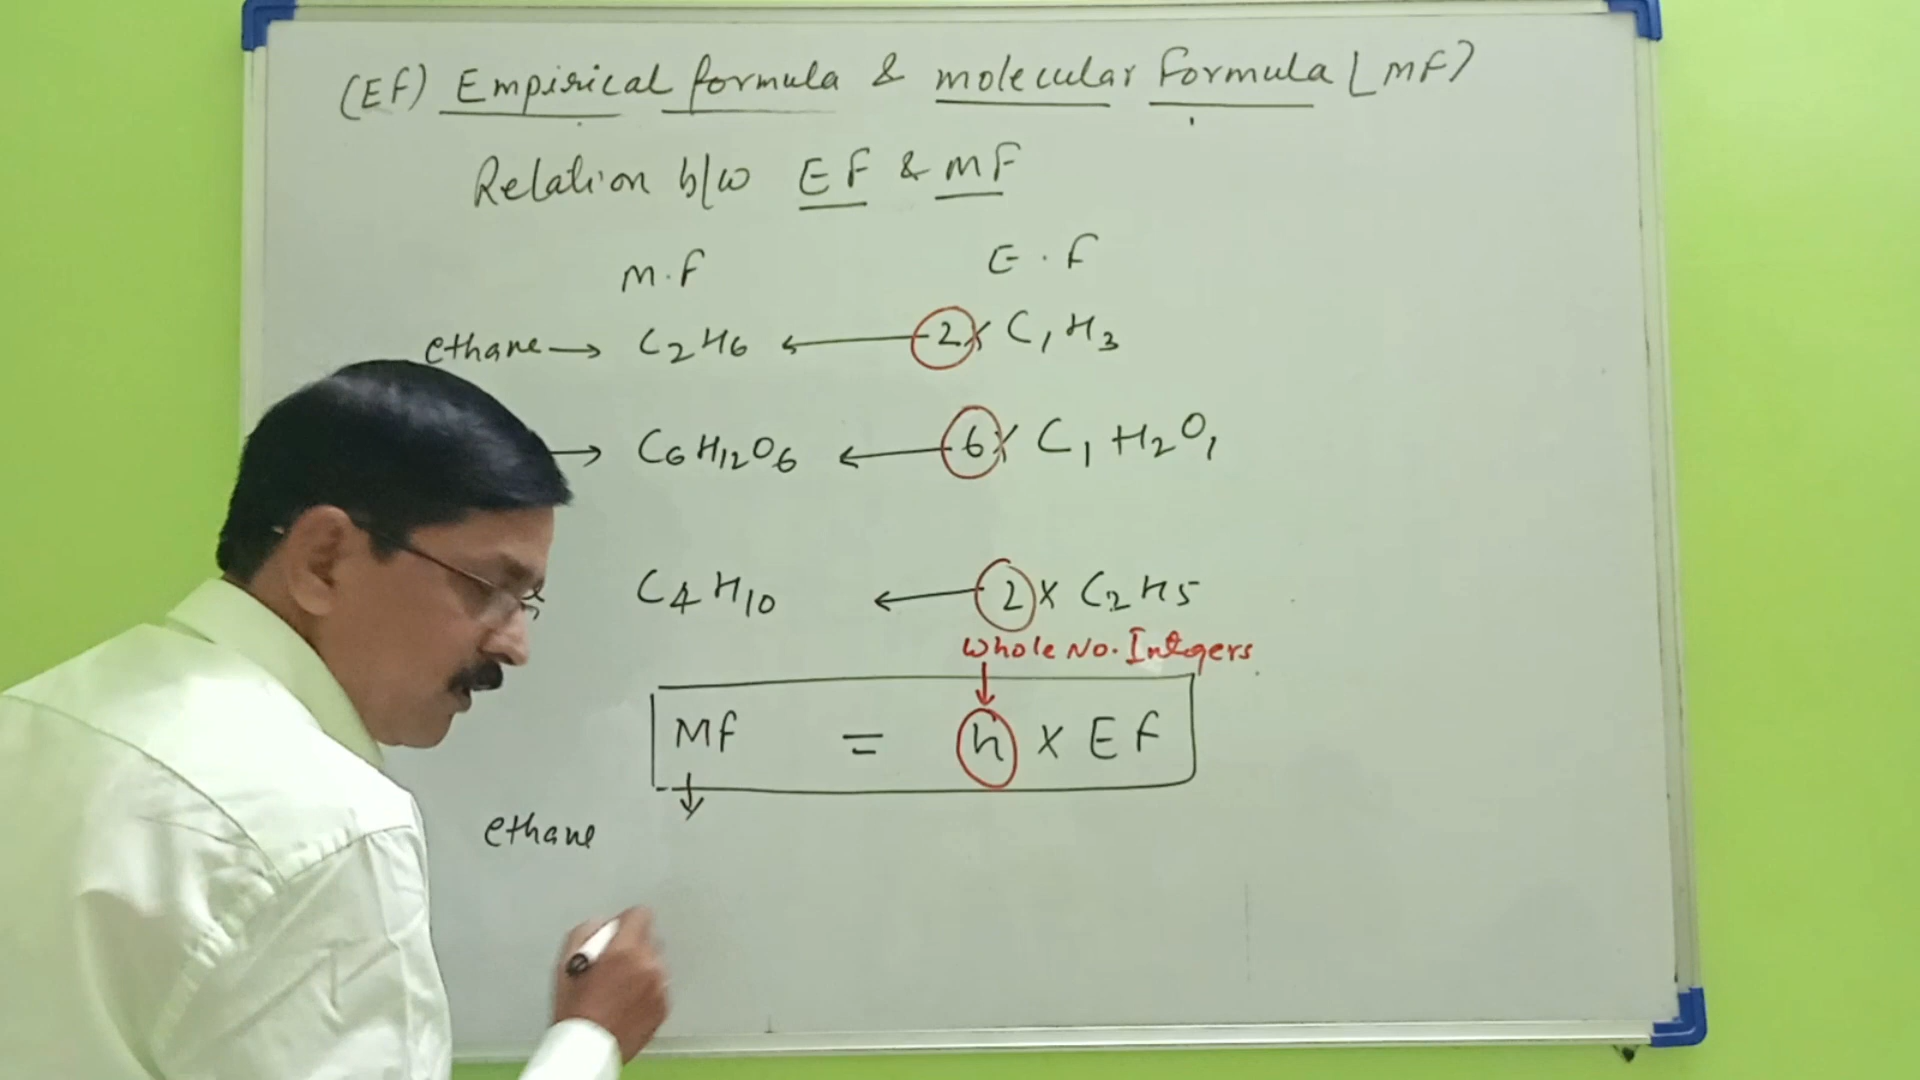 (EF) Empirical formula & molecular Formula (MF)
Relation b/w EF & MF
M.F E.F
ethane → C2H6 ← 2 x C1H3
→ C6H12O6 ← 6 x C1H2O1
C4H10 ← 2 x C2H5
Whole No. Integers
↓
MF = n x EF
↓
ethane